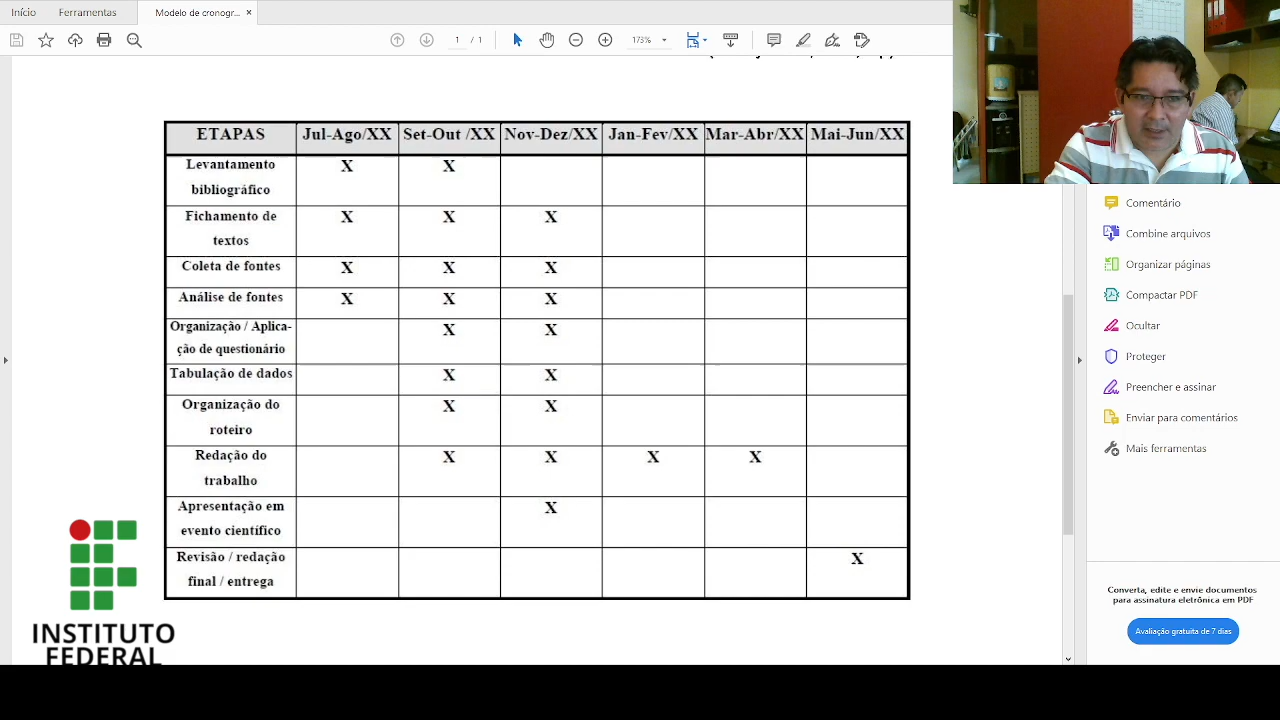 Início Ferramentas Modelo de cronogr... ×
1 / 1 173%
ETAPAS Jul-Ago/XX Set-Out /XX Nov-Dez/XX Jan-Fev/XX Mar-Abr/XX Mai-Jun/XX
Levantamento X X
bibliográfico
Fichamento de X X X
textos
Coleta de fontes X X X
Análise de fontes X X X
Organização / Aplica- X X
ção de questionário
Tabulação de dados X X
Organização do X X
roteiro
Redação do X X X X
trabalho
Apresentação em X
evento científico
Revisão / redação X
final / entrega
INSTITUTO
FEDERAL
Comentário
Combine arquivos
Organizar páginas
Compactar PDF
Ocultar
Proteger
Preencher e assinar
Enviar para comentários
Mais ferramentas
Converta, edite e envie documentos
para assinatura eletrônica em PDF
Avaliação gratuita de 7 dias